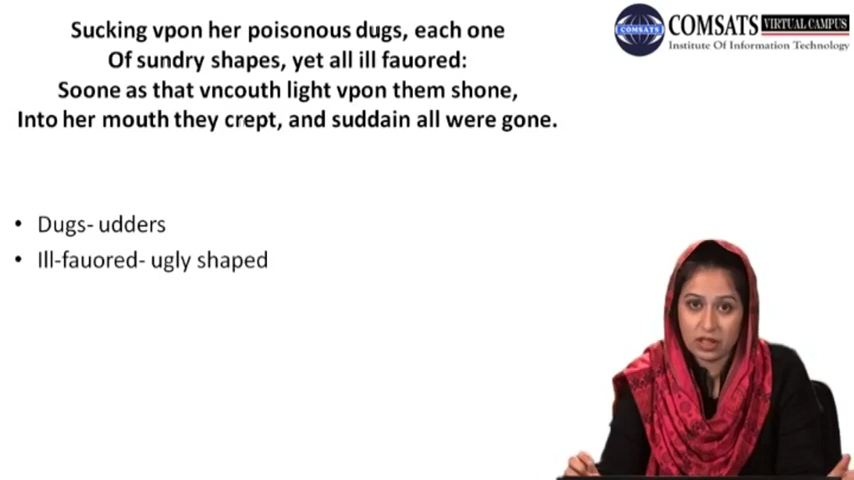 Sucking vpon her poisonous dugs, each one
Of sundry shapes, yet all ill fauored:
Soone as that vncouth light vpon them shone,
Into her mouth they crept, and suddain all were gone.
COMSATS
COMSATS VIRTUAL CAMPUS
Institute Of Information Technology
• Dugs- udders
• Ill-fauored- ugly shaped